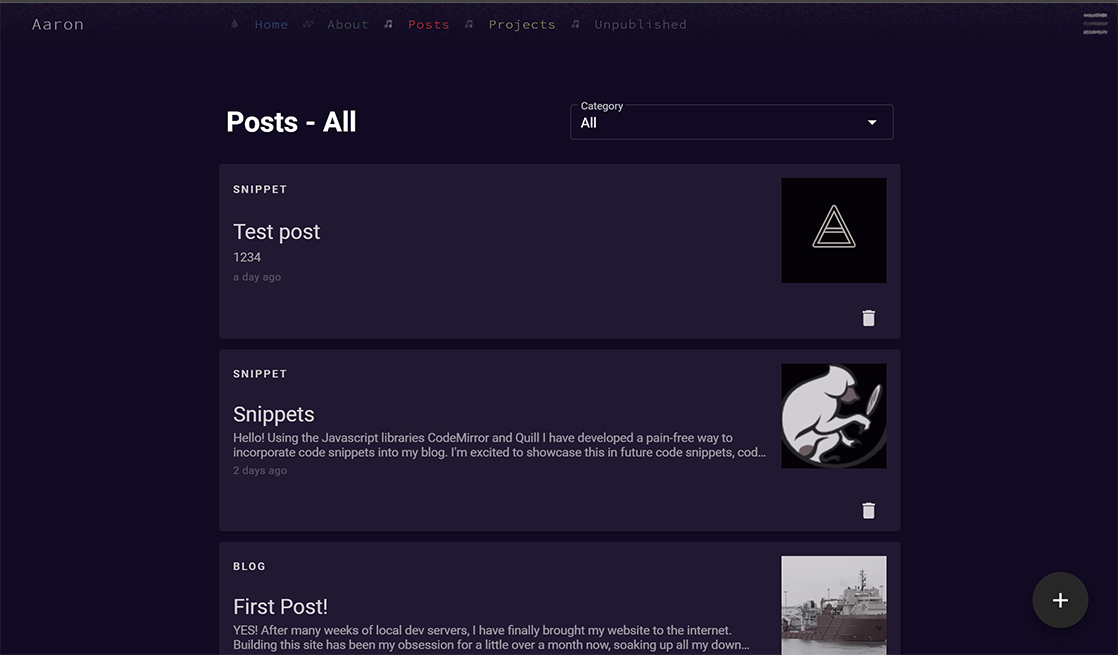 Aaron
Home About Posts Projects Unpublished
Posts - All
Category
All
SNIPPET
Test post
1234
a day ago
SNIPPET
Snippets
Hello! Using the Javascript libraries CodeMirror and Quill I have developed a pain-free way to
incorporate code snippets into my blog. I'm excited to showcase this in future code snippets, cod...
2 days ago
BLOG
First Post!
YES! After many weeks of local dev servers, I have finally brought my website to the internet.
Building this site has been my obsession for a little over a month now, soaking up all my down...